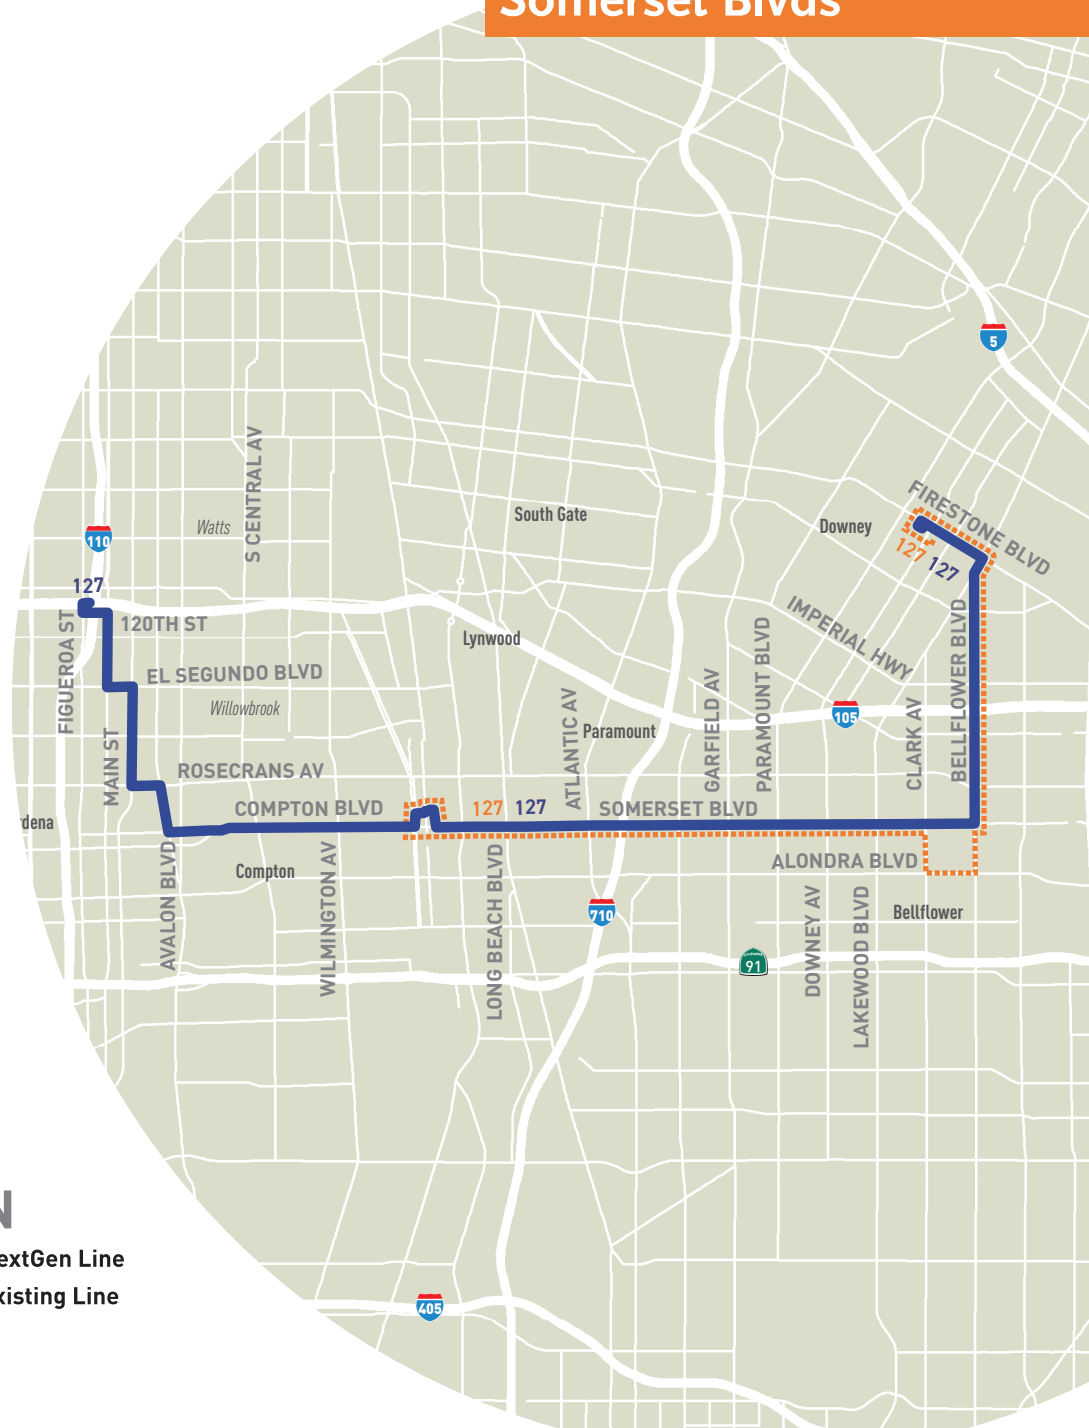 Somerset Blvds
5
S CENTRAL AV
Watts
South Gate
Downey
FIRESTONE BLVD
110
127
127
127
120TH ST
FIGUEROA ST
Lynwood
IMPERIAL HWY
BELLFLOWER BLVD
PARAMOUNT BLVD
EL SEGUNDO BLVD
Willowbrook
GARFIELD AV
ATLANTIC AV
Paramount
105
CLARK AV
MAIN ST
ROSECRANS AV
COMPTON BLVD
127
127
SOMERSET BLVD
rdena
AVALON BLVD
Compton
WILMINGTON AV
LONG BEACH BLVD
ALONDRA BLVD
710
DOWNEY AV
LAKEWOOD BLVD
Bellflower
91
N
extGen Line
xisting Line
405